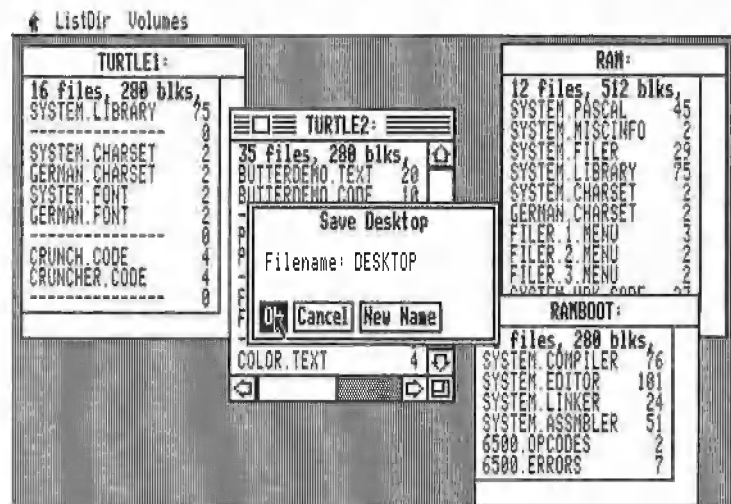 ListDir Volumes
TURTLE1:
16 files, 280 blks,
SYSTEM.LIBRARY 75
---------------- 0
SYSTEM.CHARSET 2
GERMAN.CHARSET 2
SYSTEM.FONT 2
GERMAN.FONT 2
---------------- 0
CRUNCH.CODE 4
CRUNCHER.CODE 4
---------------- 0
TURTLE2:
35 files, 280 blks,
BUTTERDEMO.TEXT 20
BUTTERDEMO.CODE 10
COLOR.TEXT 4
Save Desktop
Filename: DESKTOP
Ok Cancel New Name
RAM:
12 files, 512 blks,
SYSTEM.PASCAL 45
SYSTEM.MISCINFO 2
SYSTEM.FILER 29
SYSTEM.LIBRARY 75
SYSTEM.CHARSET 2
GERMAN.CHARSET 2
FILER.1.MENU 3
FILER.2.MENU 2
FILER.3.MENU 2
RAMBOOT:
files, 280 blks,
SYSTEM.COMPILER 76
SYSTEM.EDITOR 101
SYSTEM.LINKER 24
SYSTEM.ASSMBLER 51
6500.OPCODES 2
6500.ERRORS 7